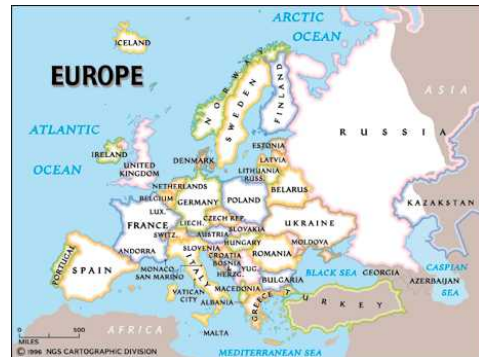 ARCTIC
OCEAN
ICELAND
EUROPE
NORWAY
SWEDEN
FINLAND
ASIA
RUSSIA
ATLANTIC
OCEAN
ESTONIA
LATVIA
LITHUANIA
RUSS.
DENMARK
IRELAND
UNITED
KINGDOM
NETHERLANDS
BELGIUM
GERMANY
POLAND
BELARUS
KAZAKHSTAN
LUX.
CZECH REP.
UKRAINE
FRANCE
LIECH.
SLOVAKIA
SWITZ.
AUSTRIA
HUNGARY
MOLDOVA
SLOVENIA
ROMANIA
ANDORRA
CROATIA
BOSNIA
HERZG.
YUG.
MONACO
SAN MARINO
ITALY
PORTUGAL
SPAIN
BULGARIA
BLACK SEA
GEORGIA
CASPIAN
SEA
AZERBAIJAN
VATICAN
CITY
MACEDONIA
ALBANIA
GREECE
TURKEY
MALTA
AFRICA
MEDITERRANEAN SEA
0 500
MILES
© 1996 NGS CARTOGRAPHIC DIVISION